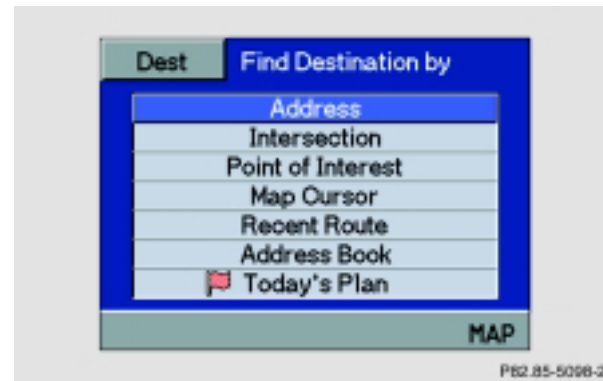 Dest Find Destination by
Address
Intersection
Point of Interest
Map Cursor
Recent Route
Address Book
Today's Plan
MAP
P82.85-5098-2